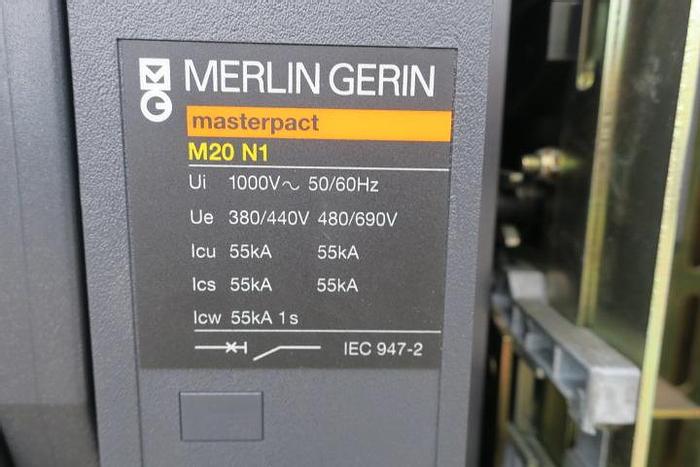 MG MERLIN GERIN
masterpact
M20 N1
Ui 1000V~ 50/60Hz
Ue 380/440V 480/690V
Icu 55kA 55kA
Ics 55kA 55kA
Icw 55kA 1s
IEC 947-2